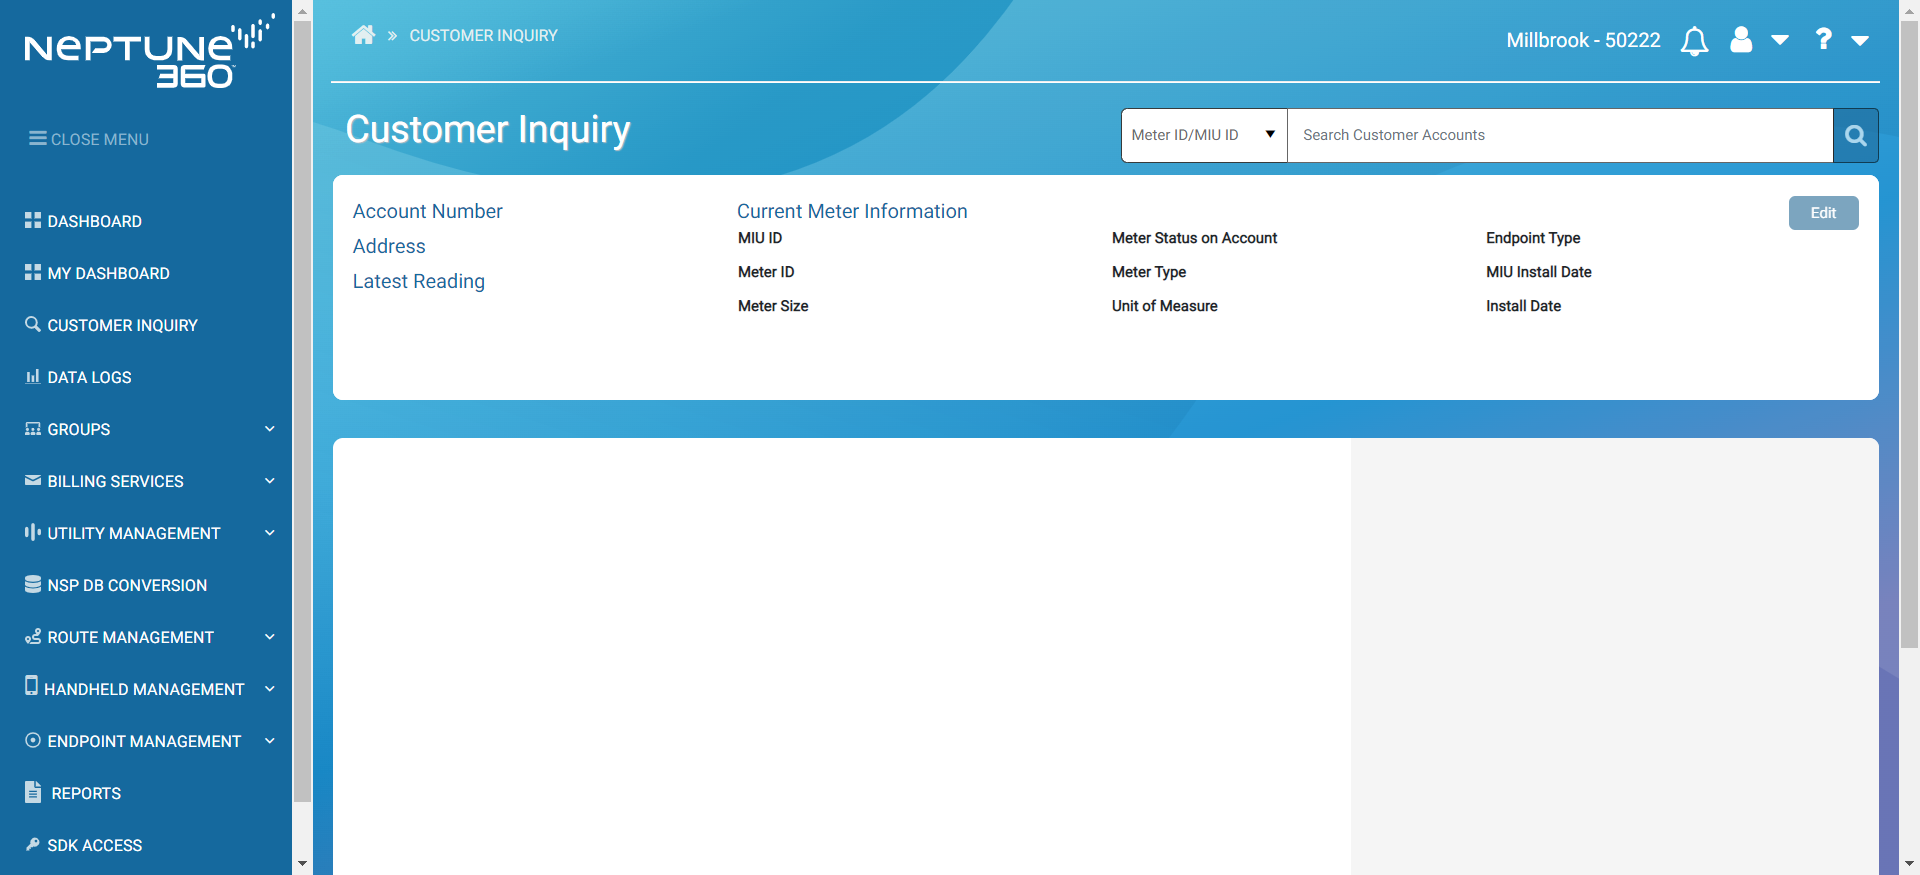 NEPTUNE
360
CLOSE MENU
DASHBOARD
MY DASHBOARD
CUSTOMER INQUIRY
DATA LOGS
GROUPS
BILLING SERVICES
UTILITY MANAGEMENT
NSP DB CONVERSION
ROUTE MANAGEMENT
HANDHELD MANAGEMENT
ENDPOINT MANAGEMENT
REPORTS
SDK ACCESS
» CUSTOMER INQUIRY
Millbrook - 50222
?
Customer Inquiry
Meter ID/MIU ID
Search Customer Accounts
Account Number
Address
Latest Reading
Current Meter Information
Edit
MIU ID
Meter Status on Account
Endpoint Type
Meter ID
Meter Type
MIU Install Date
Meter Size
Unit of Measure
Install Date